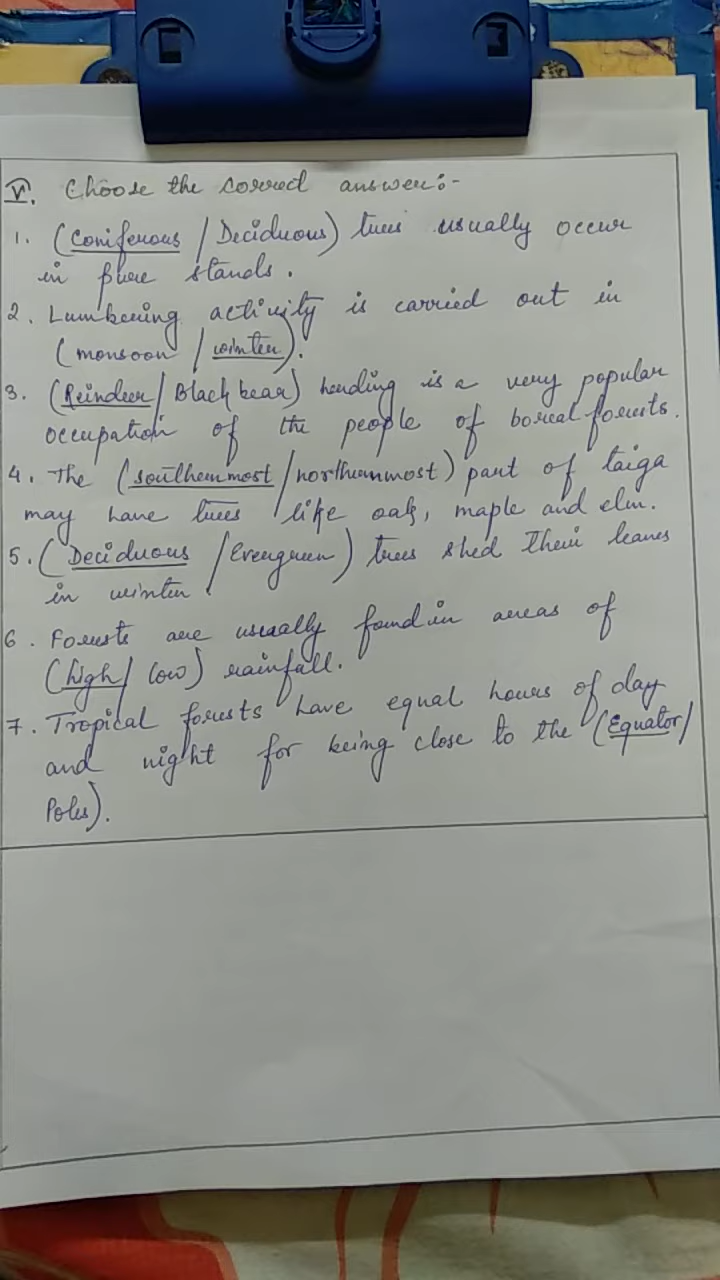 V. Choose the correct answer:-
1. (Coniferous / Deciduous) trees usually occur
in pure stands.
2. Lumbering activity is carried out in
(monsoon / winter).
3. (Reindeer / Black bear) herding is a very popular
occupation of the people of boreal forests.
4. The (southernmost / northernmost) part of taiga
may have trees like oak, maple and elm.
5. (Deciduous / Evergreen) trees shed their leaves
in winter.
6. Forests are usually found in areas of
(high / low) rainfall.
7. Tropical forests have equal hours of day
and night for being close to the (Equator /
Poles).